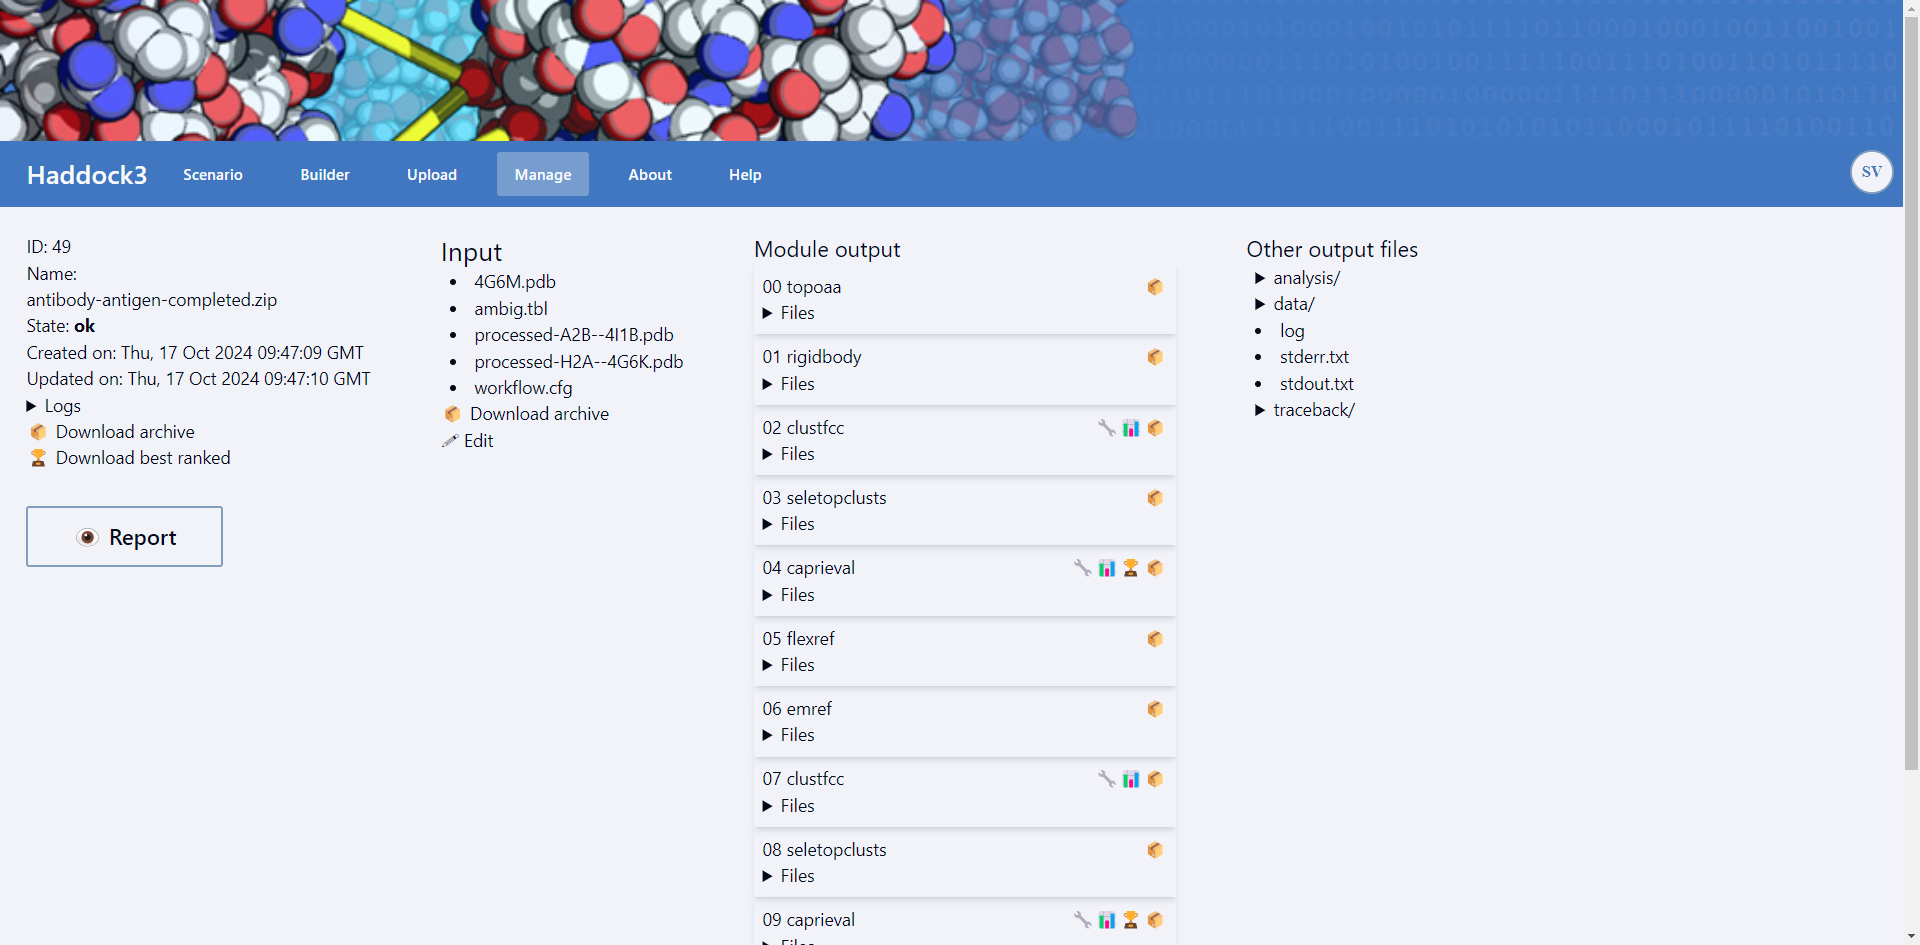 Haddock3 Scenario Builder Upload Manage About Help SV
ID: 49
Name:
antibody-antigen-completed.zip
State: ok
Created on: Thu, 17 Oct 2024 09:47:09 GMT
Updated on: Thu, 17 Oct 2024 09:47:10 GMT
Logs
Download archive
Download best ranked
Report
Input
4G6M.pdb
ambig.tbl
processed-A2B--4I1B.pdb
processed-H2A--4G6K.pdb
workflow.cfg
Download archive
Edit
Module output
00 topoaa
Files
01 rigidbody
Files
02 clustfcc
Files
03 seletopclusts
Files
04 caprieval
Files
05 flexref
Files
06 emref
Files
07 clustfcc
Files
08 seletopclusts
Files
09 caprieval
Files
Other output files
analysis/
data/
log
stderr.txt
stdout.txt
traceback/